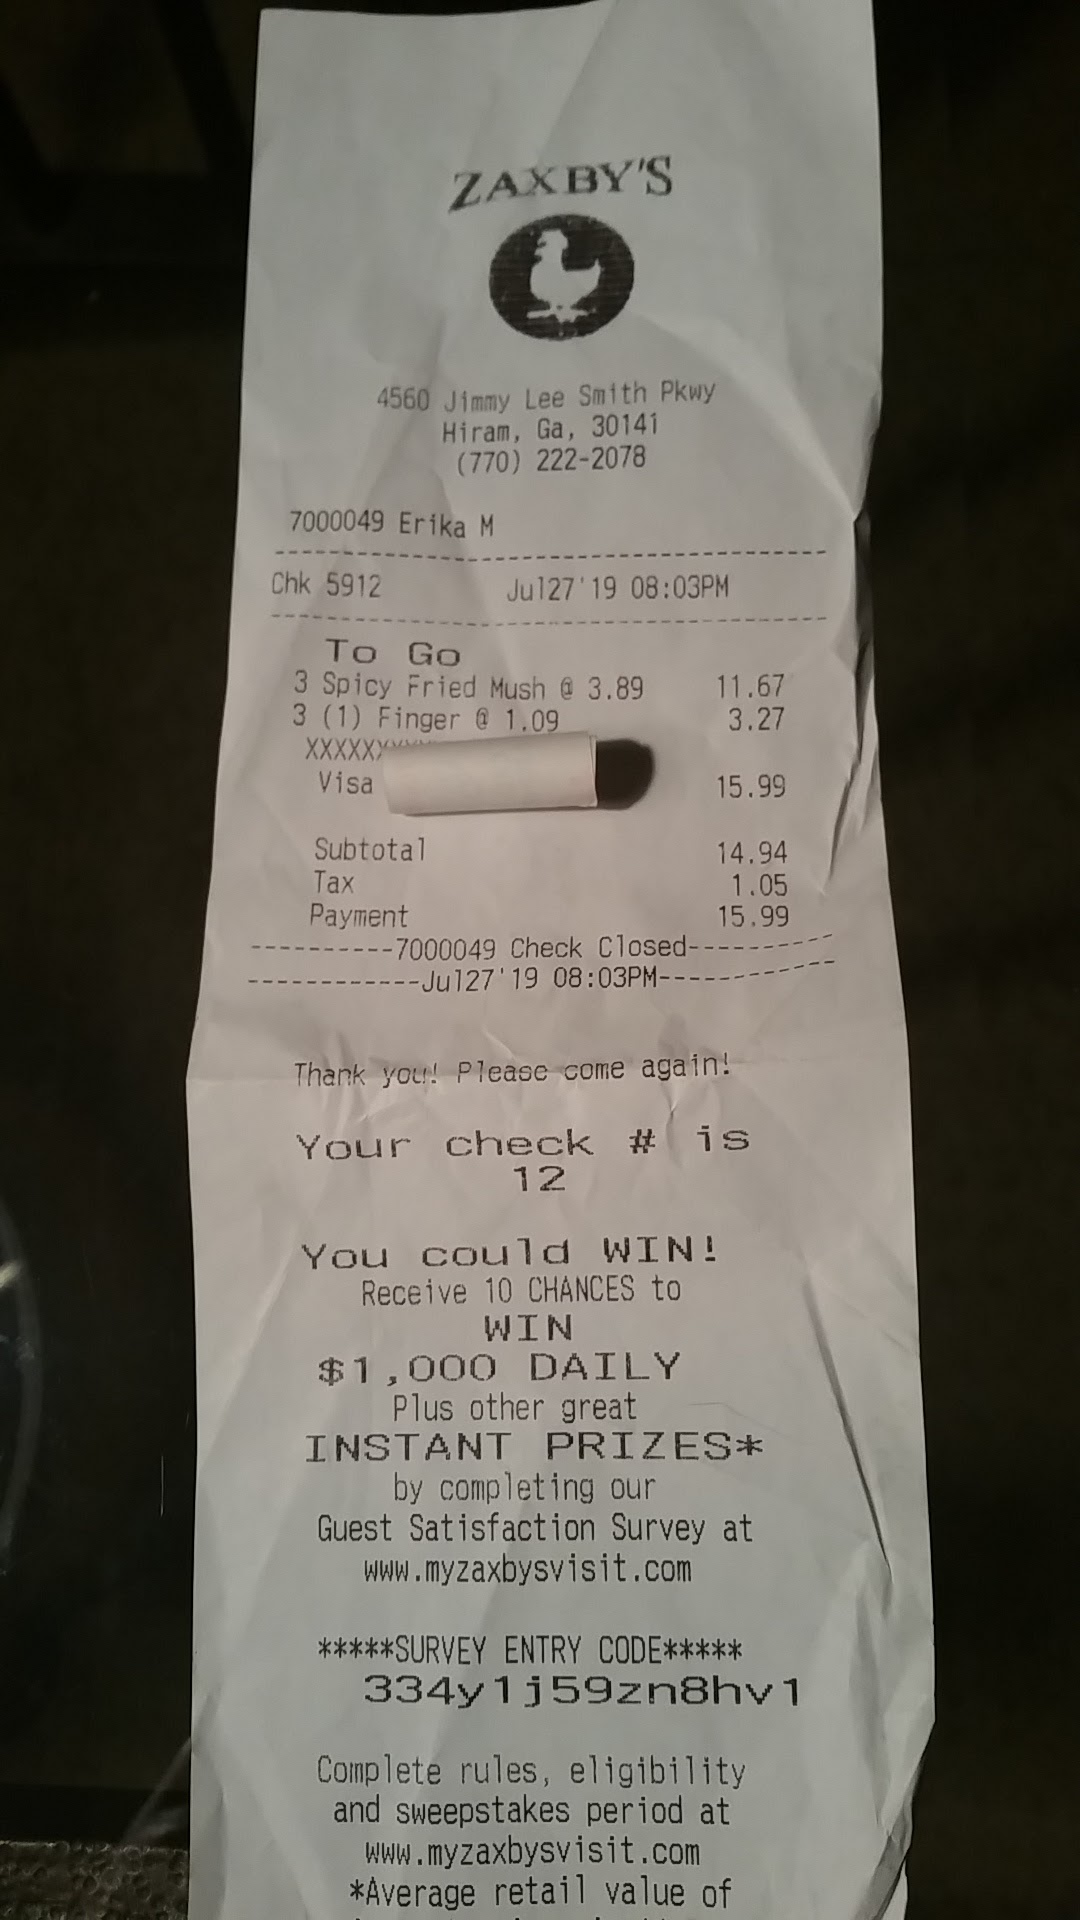 ZAXBY'S
4560 Jimmy Lee Smith Pkwy
Hiram, Ga, 30141
(770) 222-2078
7000049 Erika M
Chk 5912 Jul27'19 08:03PM
To Go
3 Spicy Fried Mush @ 3.89 11.67
3 (1) Finger @ 1.09 3.27
XXXXXX
Visa 15.99
Subtotal 14.94
Tax 1.05
Payment 15.99
----------7000049 Check Closed----------
------------Jul27'19 08:03PM------------
Thank you! Please come again!
Your check # is
12
You could WIN!
Receive 10 CHANCES to
WIN
$1,000 DAILY
Plus other great
INSTANT PRIZES*
by completing our
Guest Satisfaction Survey at
www.myzaxbysvisit.com
*****SURVEY ENTRY CODE*****
334y1j59zn8hv1
Complete rules, eligibility
and sweepstakes period at
www.myzaxbysvisit.com
*Average retail value of